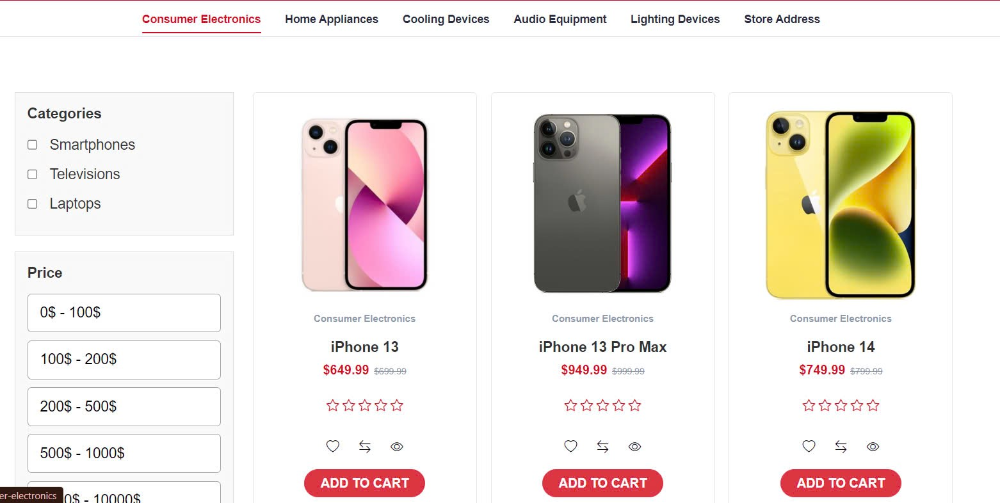 Consumer Electronics Home Appliances Cooling Devices Audio Equipment Lighting Devices Store Address
Categories
Smartphones
Televisions
Laptops
Price
0$ - 100$
100$ - 200$
200$ - 500$
500$ - 1000$
0$ - 10000$
er-electronics
Consumer Electronics
iPhone 13
$649.99 $699.99
ADD TO CART
Consumer Electronics
iPhone 13 Pro Max
$949.99 $999.99
ADD TO CART
Consumer Electronics
iPhone 14
$749.99 $799.99
ADD TO CART